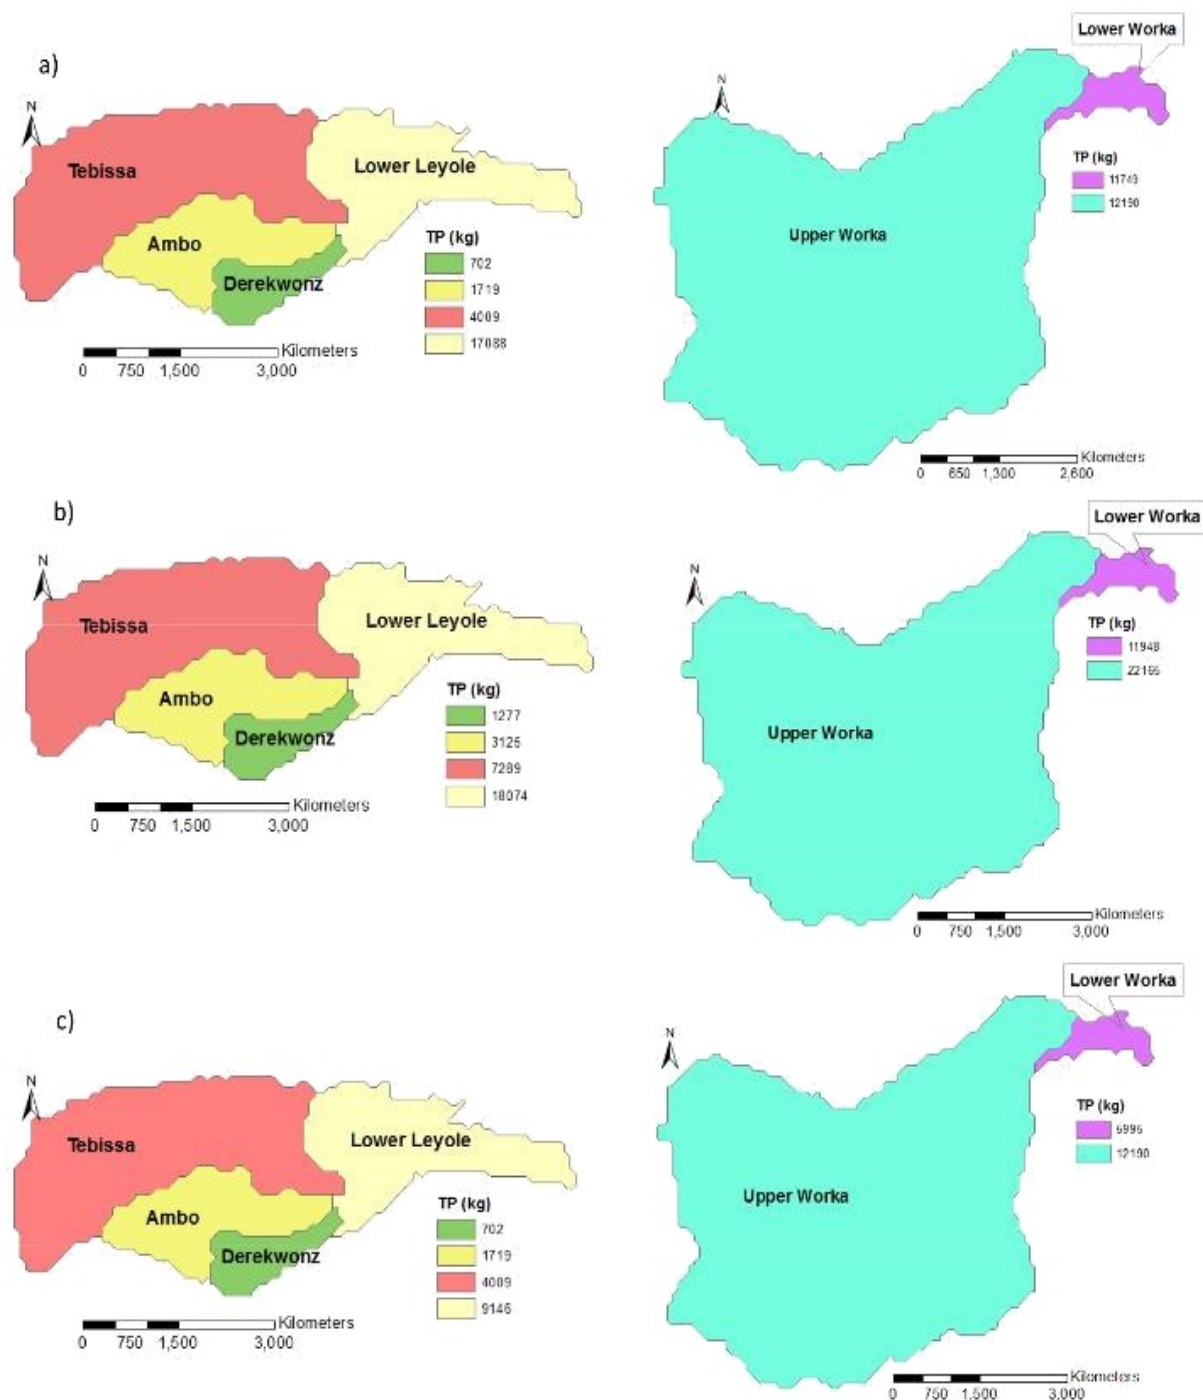 a)
N
Tebissa
Ambo
Derekwonz
Lower Leyole
TP (kg)
702
1719
4009
17088
Kilometers
0 750 1,500 3,000
N
Lower Worka
Upper Worka
TP (kg)
11749
12190
Kilometers
0 650 1,300 2,600
b)
N
Tebissa
Ambo
Derekwonz
Lower Leyole
TP (kg)
1277
3125
7289
18074
Kilometers
0 750 1,500 3,000
N
Lower Worka
Upper Worka
TP (kg)
11948
22165
Kilometers
0 750 1,500 3,000
c)
N
Tebissa
Ambo
Derekwonz
Lower Leyole
TP (kg)
702
1719
4009
9146
Kilometers
0 750 1,500 3,000
N
Lower Worka
Upper Worka
TP (kg)
12190
Kilometers
0 750 1,500 3,000